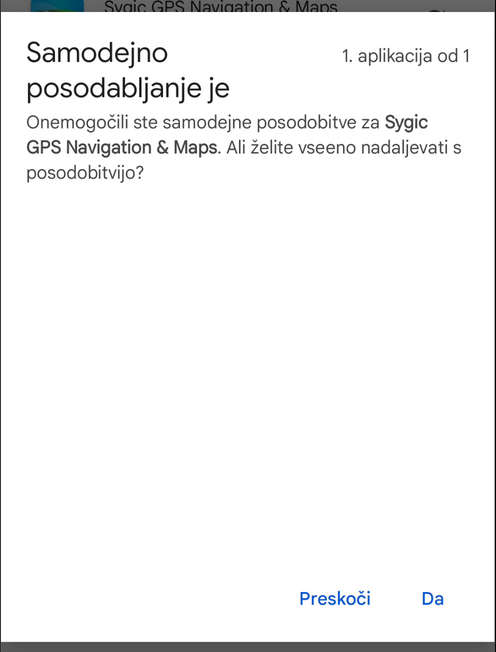 Sygic GPS Navigation & Maps
Samodejno
posodabljanje je
1. aplikacija od 1
Onemogočili ste samodejne posodobitve za Sygic
GPS Navigation & Maps. Ali želite vseeno nadaljevati s
posodobitvijo?
Preskoči
Da